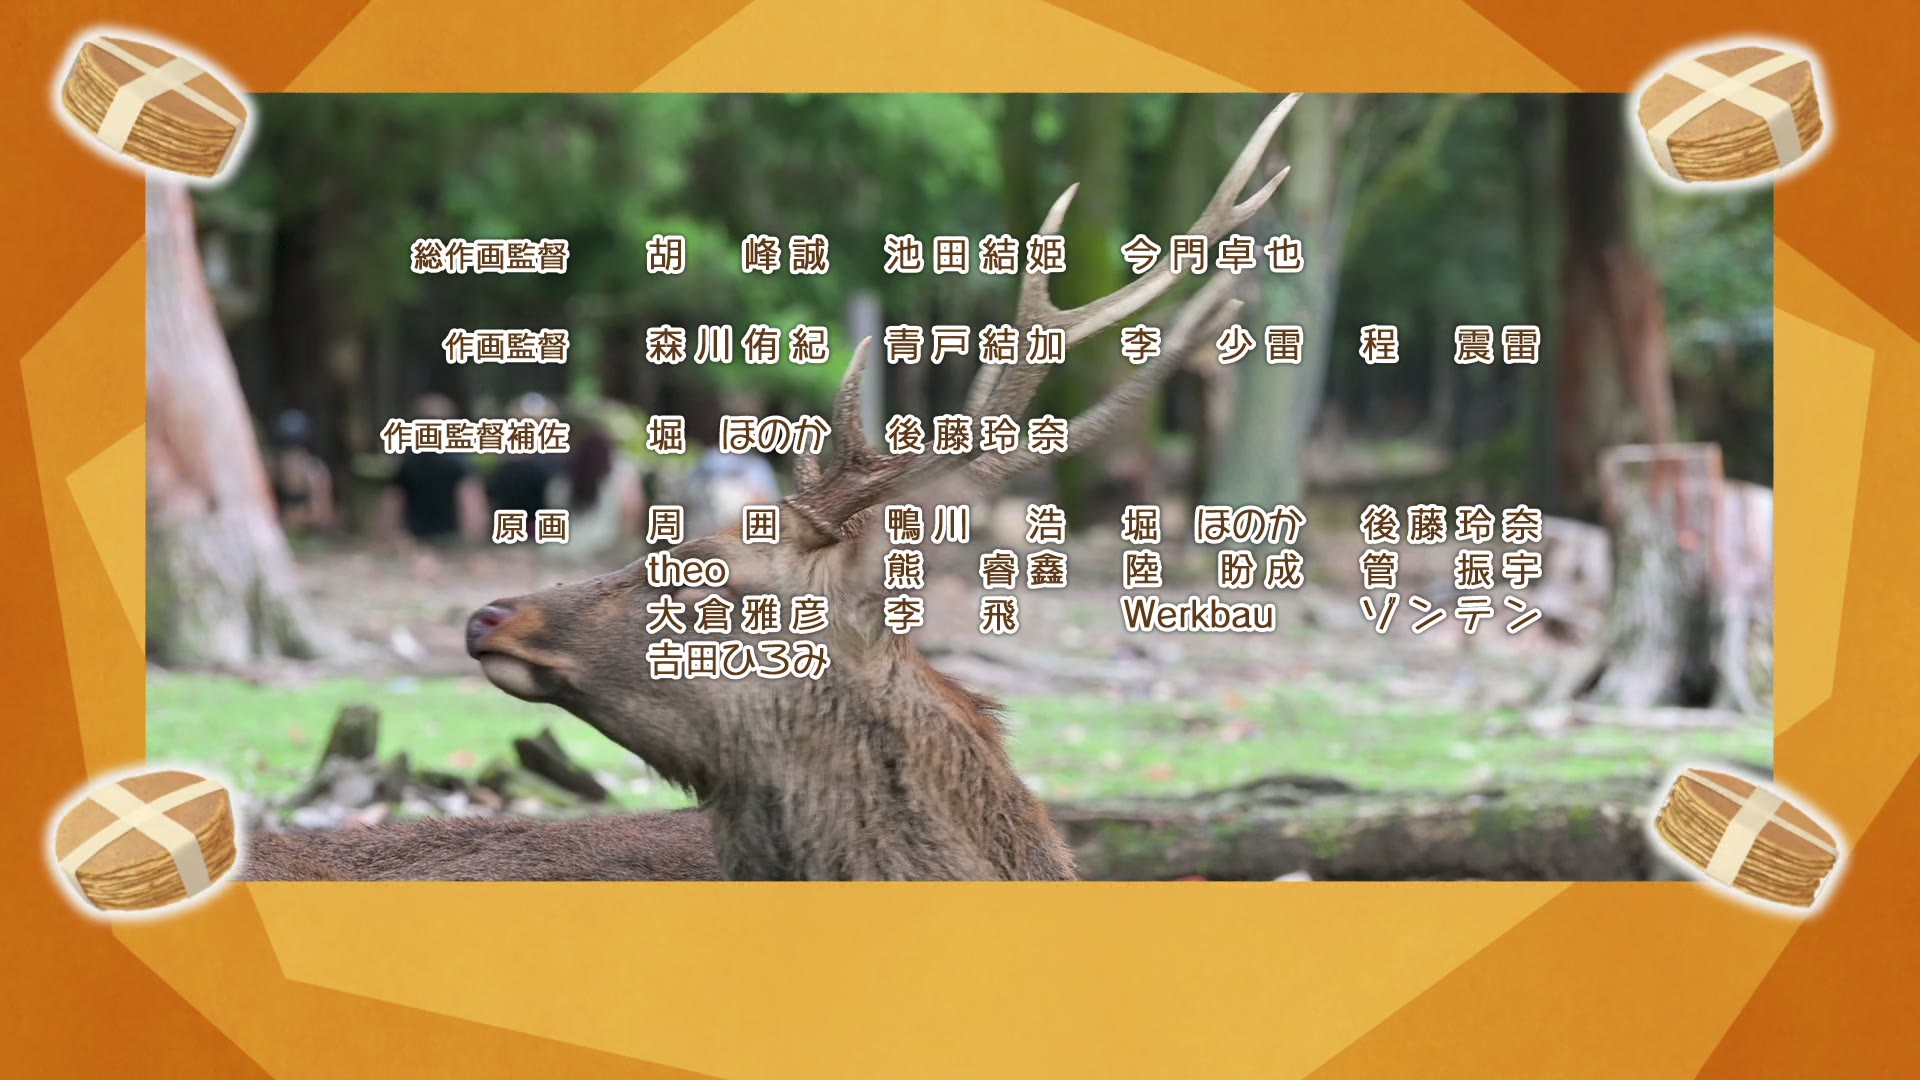 総作画監督 胡 峰誠 池田結姫 今門卓也
作画監督 森川侑紀 青戸結加 李 少雷 程 震雷
作画監督補佐 堀 ほのか 後藤玲奈
原画 周 囲 鴨川 浩 堀 ほのか 後藤玲奈
theo 熊 睿鑫 陸 盼成 管 振宇
大倉雅彦 李 飛 Werkbau ゾンテン
𠮷田ひろみ